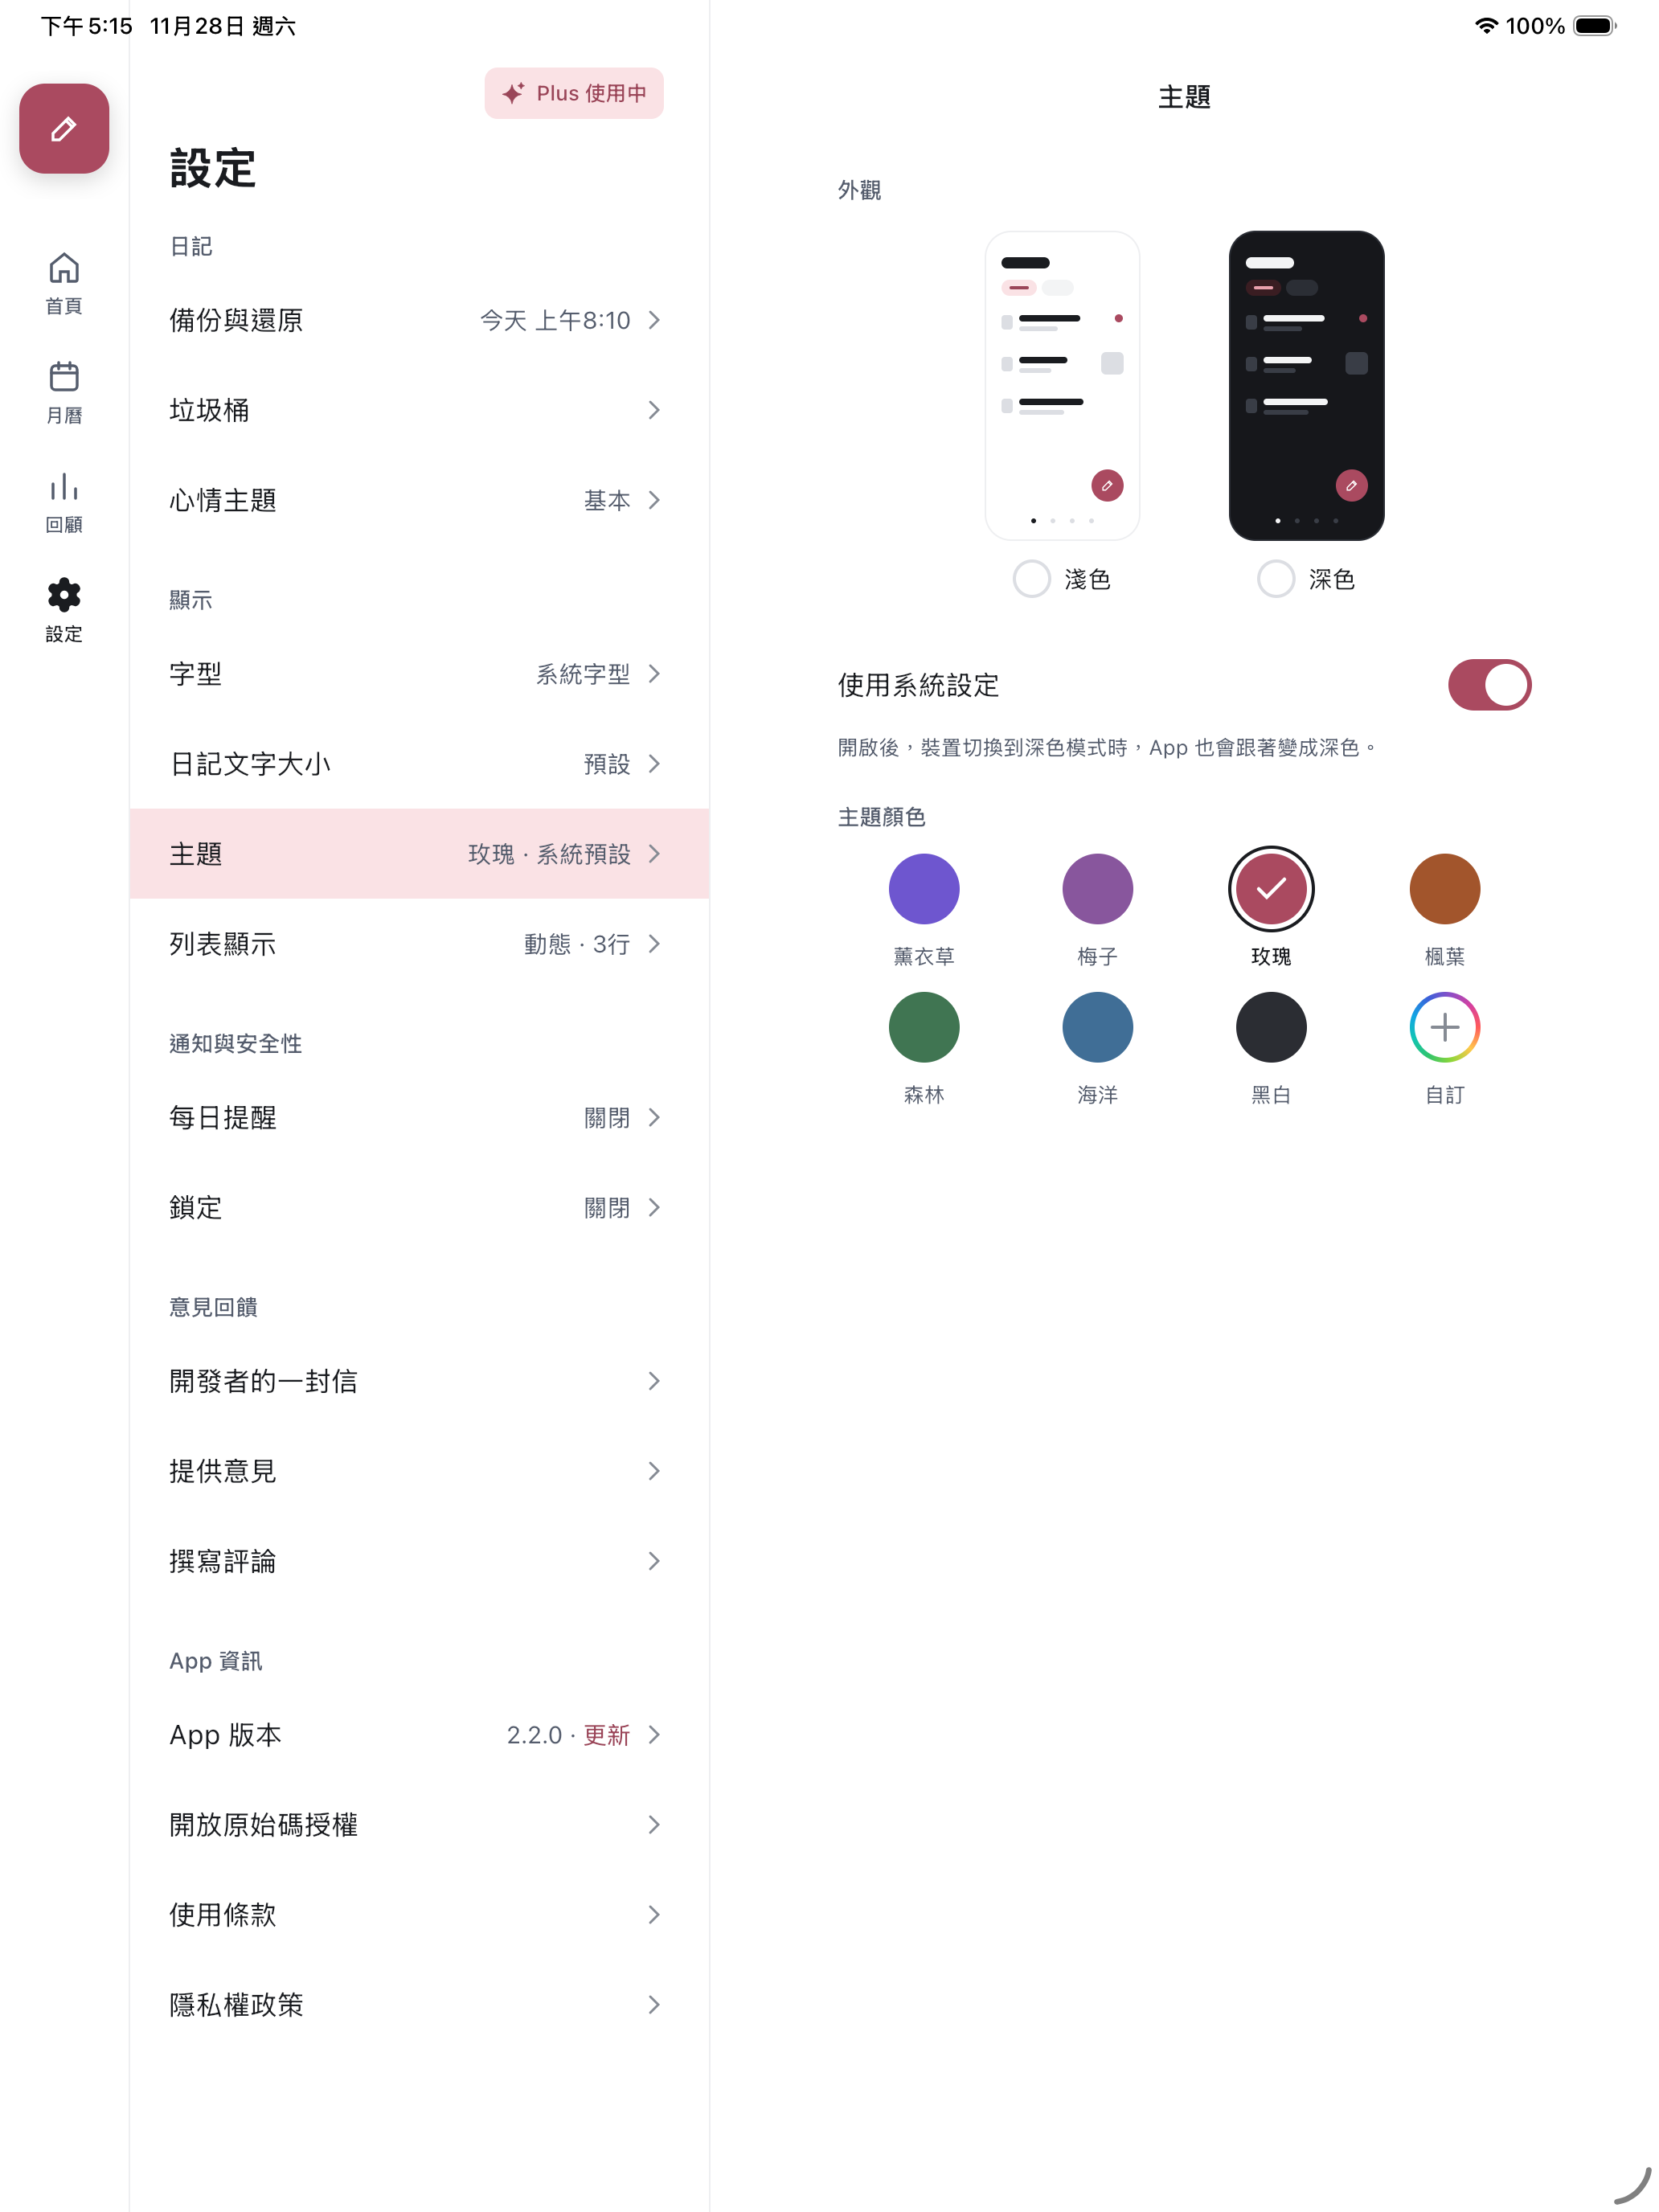 下午5:15 11月28日 週六
100%
首頁
月曆
回顧
設定
Plus 使用中
設定
日記
備份與還原 今天 上午8:10
垃圾桶
心情主題 基本
顯示
字型 系統字型
日記文字大小 預設
主題 玫瑰 · 系統預設
列表顯示 動態 · 3行
通知與安全性
每日提醒 關閉
鎖定 關閉
意見回饋
開發者的一封信
提供意見
撰寫評論
App 資訊
App 版本 2.2.0 · 更新
開放原始碼授權
使用條款
隱私權政策
主題
外觀
淺色 深色
使用系統設定
開啟後，裝置切換到深色模式時，App 也會跟著變成深色。
主題顏色
薰衣草 梅子 玫瑰 楓葉
森林 海洋 黑白 自訂